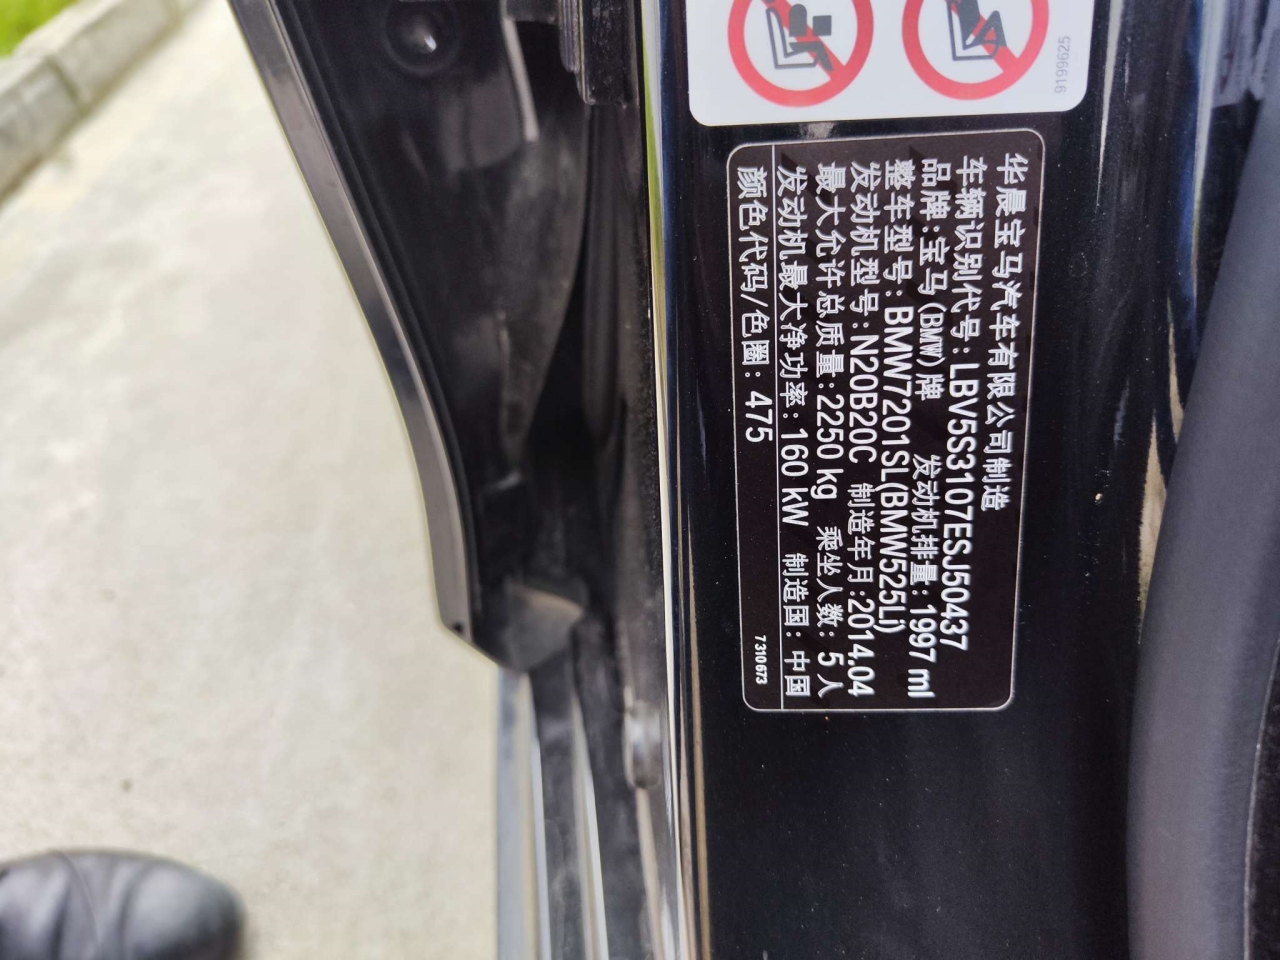 9199625
华晨宝马汽车有限公司制造
车辆识别代号:LBV5S3107ESJ50437
品牌:宝马(BMW)牌 发动机排量:1997 ml
整车型号:BMW7201SL(BMW525Li)
发动机型号:N20B20C 制造年月:2014.04
最大允许总质量:2250 kg 乘坐人数:5 人
发动机最大净功率:160 kW 制造国:中国
颜色代码/色圈:475 7310673